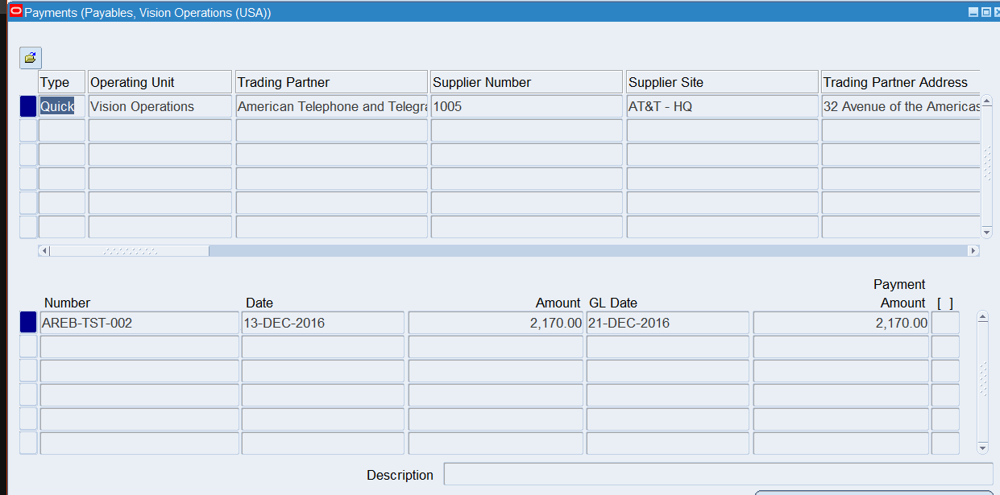 Payments (Payables, Vision Operations (USA))
Type Operating Unit Trading Partner Supplier Number Supplier Site Trading Partner Address
Quick Vision Operations American Telephone and Telegra 1005 AT&T - HQ 32 Avenue of the Americas
Payment
Number Date Amount GL Date Amount [ ]
AREB-TST-002 13-DEC-2016 2,170.00 21-DEC-2016 2,170.00
Description